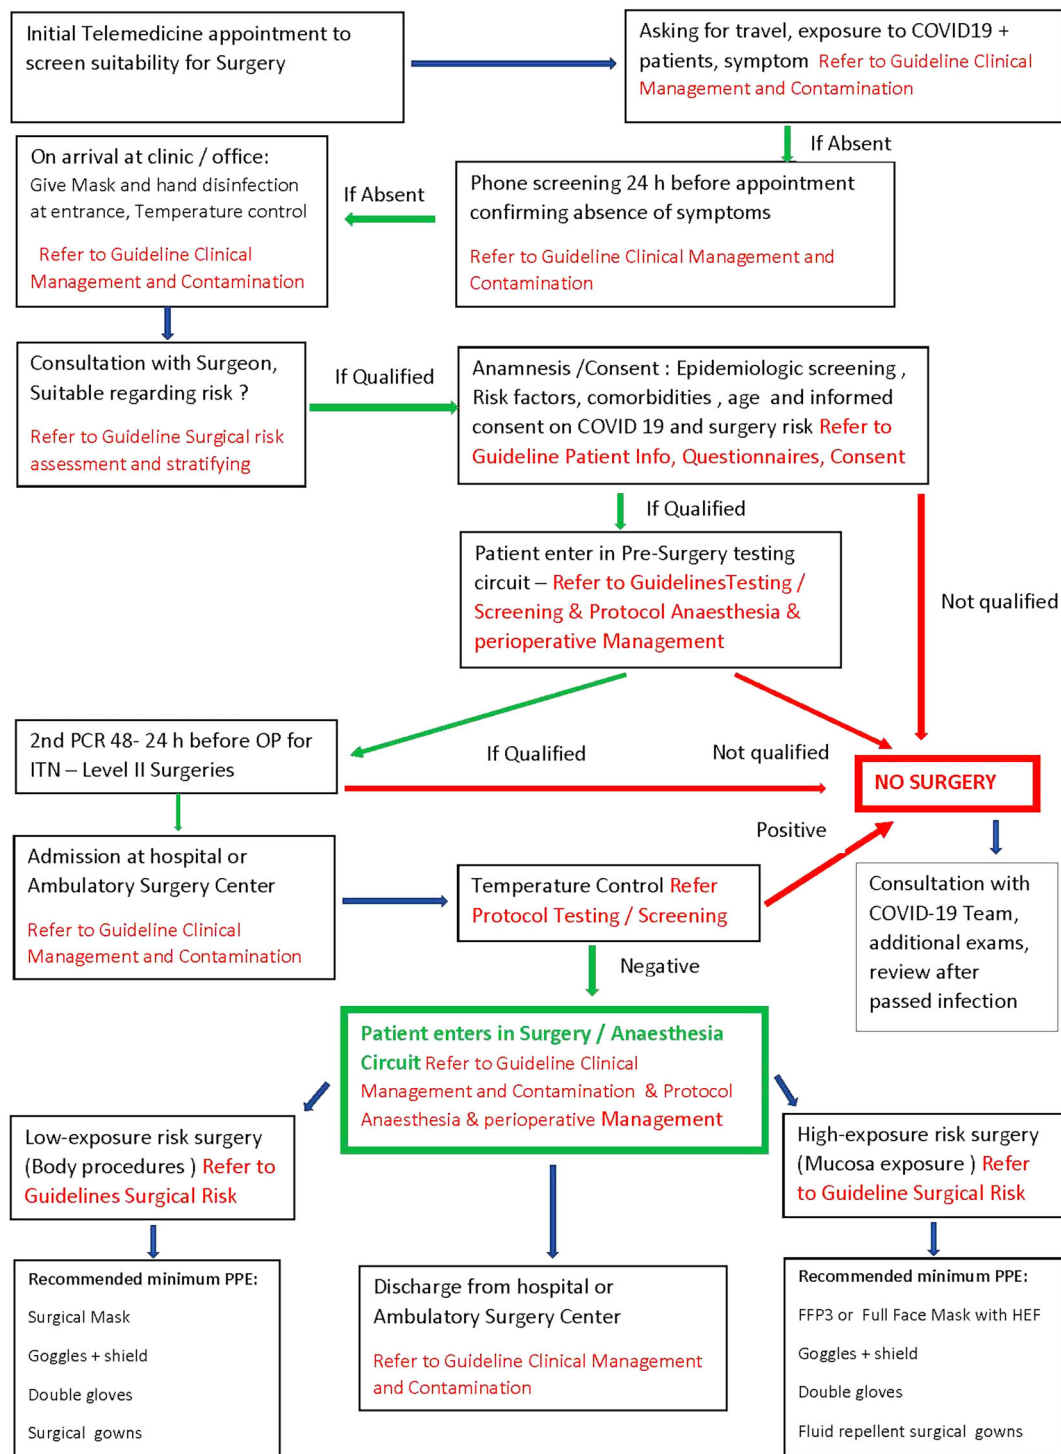 Initial Telemedicine appointment to
screen suitability for Surgery
Asking for travel, exposure to COVID19 +
patients, symptom Refer to Guideline Clinical
Management and Contamination
If Absent
On arrival at clinic / office:
Give Mask and hand disinfection
at entrance, Temperature control
Refer to Guideline Clinical
Management and Contamination
If Absent
Phone screening 24 h before appointment
confirming absence of symptoms
Refer to Guideline Clinical Management and
Contamination
Consultation with Surgeon,
Suitable regarding risk ?
Refer to Guideline Surgical risk
assessment and stratifying
If Qualified
Anamnesis /Consent : Epidemiologic screening ,
Risk factors, comorbidities , age and informed
consent on COVID 19 and surgery risk Refer to
Guideline Patient Info, Questionnaires, Consent
If Qualified
Patient enter in Pre-Surgery testing
circuit – Refer to GuidelinesTesting /
Screening & Protocol Anaesthesia &
perioperative Management
Not qualified
2nd PCR 48- 24 h before OP for
ITN – Level II Surgeries
If Qualified
Not qualified
NO SURGERY
Positive
Admission at hospital or
Ambulatory Surgery Center
Refer to Guideline Clinical
Management and Contamination
Temperature Control Refer
Protocol Testing / Screening
Negative
Consultation with
COVID-19 Team,
additional exams,
review after
passed infection
Patient enters in Surgery / Anaesthesia
Circuit Refer to Guideline Clinical
Management and Contamination & Protocol
Anaesthesia & perioperative Management
Low-exposure risk surgery
(Body procedures ) Refer to
Guidelines Surgical Risk
High-exposure risk surgery
(Mucosa exposure ) Refer
to Guideline Surgical Risk
Recommended minimum PPE:
Surgical Mask
Goggles + shield
Double gloves
Surgical gowns
Discharge from hospital or
Ambulatory Surgery Center
Refer to Guideline Clinical Management
and Contamination
Recommended minimum PPE:
FFP3 or Full Face Mask with HEF
Goggles + shield
Double gloves
Fluid repellent surgical gowns